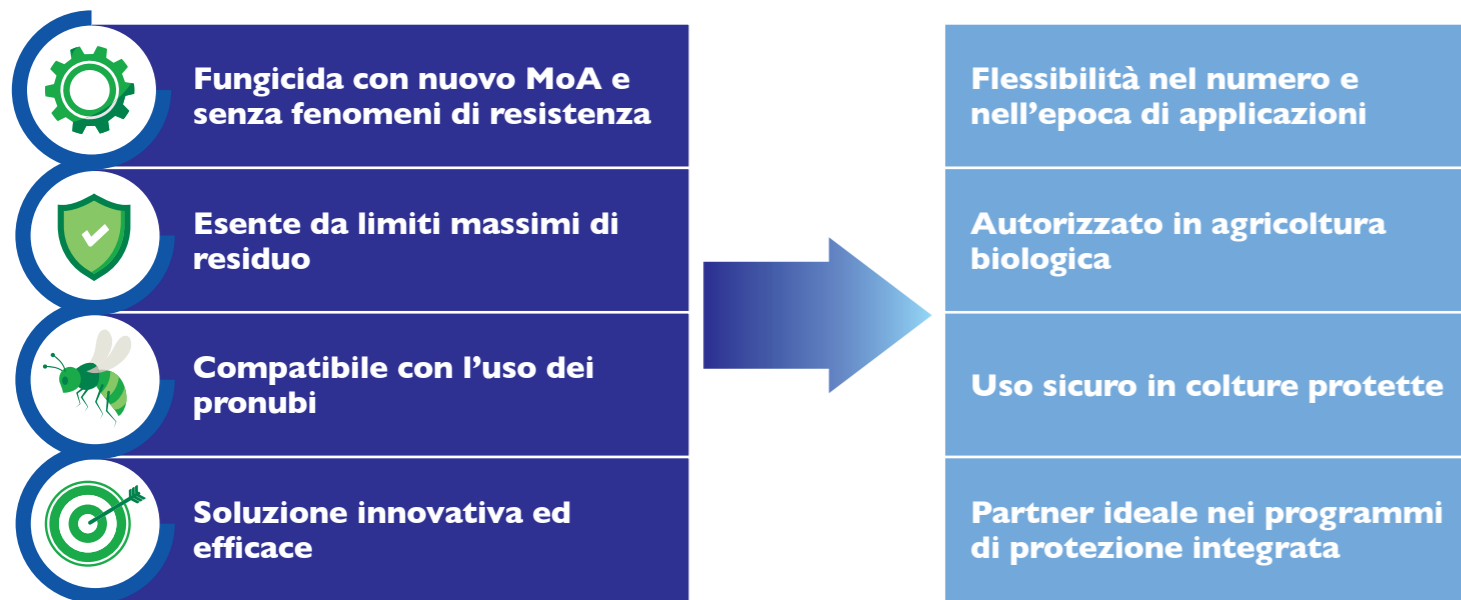 Fungicida con nuovo MoA e
senza fenomeni di resistenza
Flessibilità nel numero e
nell’epoca di applicazioni
Esente da limiti massimi di
residuo
Autorizzato in agricoltura
biologica
Compatibile con l’uso dei
pronubi
Uso sicuro in colture protette
Soluzione innovativa ed
efficace
Partner ideale nei programmi
di protezione integrata